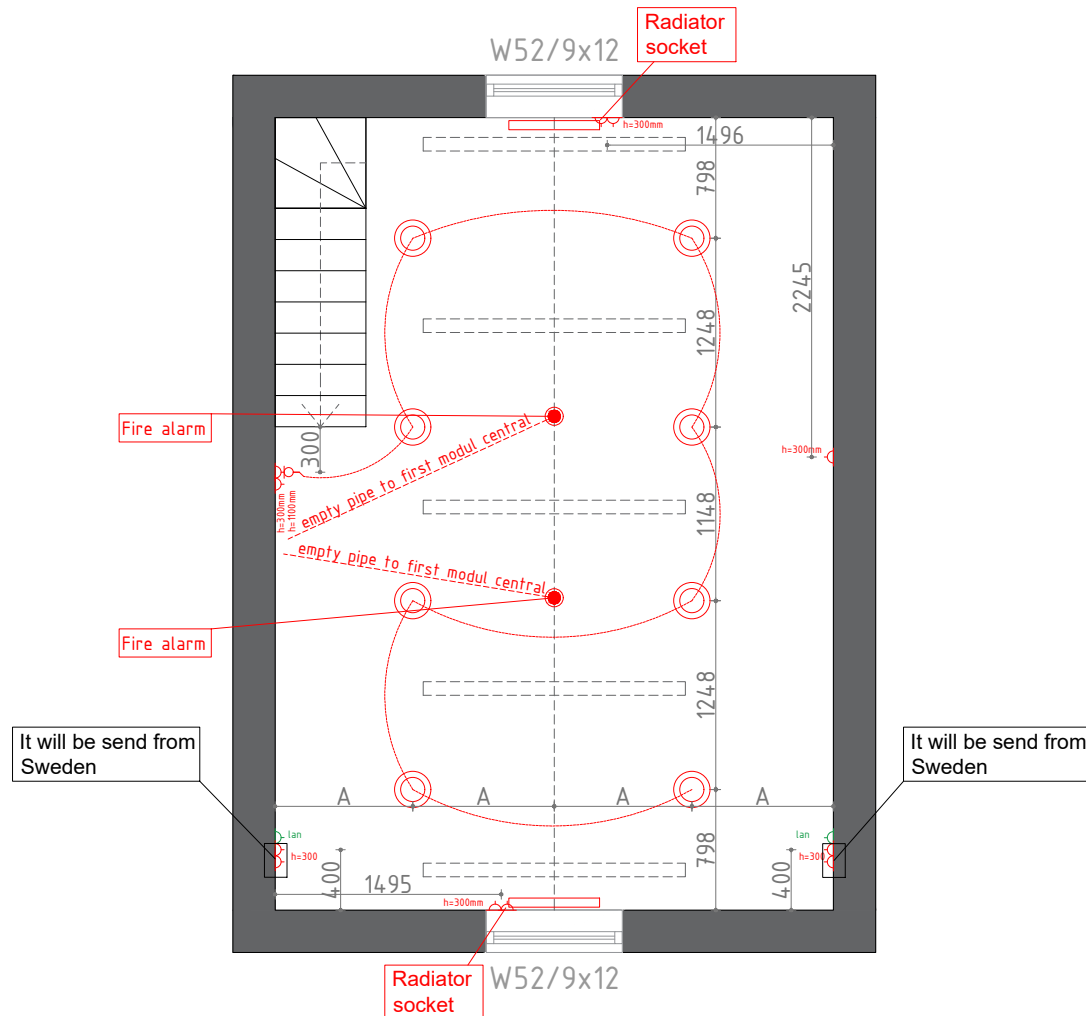 Radiator
socket
W52/9x12
h=300mm
1496
798
2245
1248
Fire alarm
300
empty pipe to first modul central
h=300mm
h=300mm
h=1100mm
1148
empty pipe to first modul central
Fire alarm
1248
It will be send from
Sweden
It will be send from
Sweden
A
A
A
A
lan
lan
h=300
h=300
798
400
400
1495
h=300mm
Radiator
socket
W52/9x12